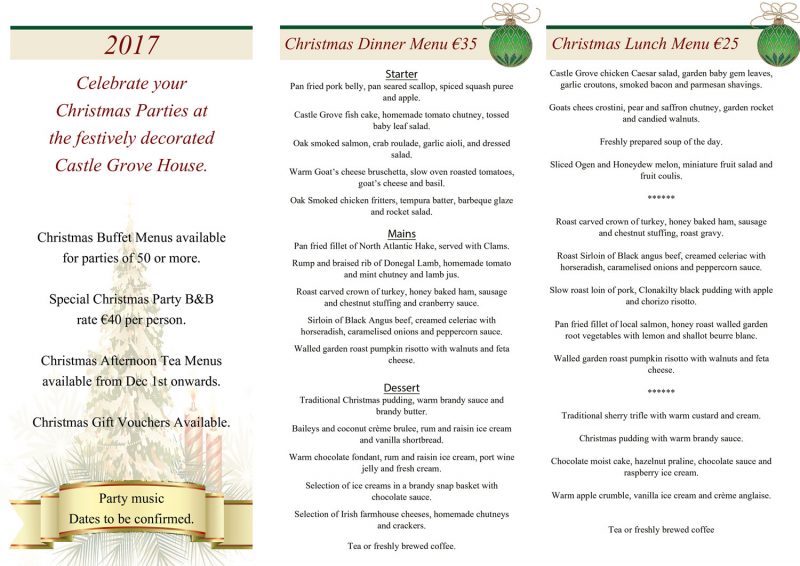 2017
Celebrate your
Christmas Parties at
the festively decorated
Castle Grove House.
Christmas Buffet Menus available
for parties of 50 or more.
Special Christmas Party B&B
rate €40 per person.
Christmas Afternoon Tea Menus
available from Dec 1st onwards.
Christmas Gift Vouchers Available.
Party music
Dates to be confirmed.
Christmas Dinner Menu €35
Starter
Pan fried pork belly, pan seared scallop, spiced squash puree
and apple.
Castle Grove fish cake, homemade tomato chutney, tossed
baby leaf salad.
Oak smoked salmon, crab roulade, garlic aioli, and dressed
salad.
Warm Goat's cheese bruschetta, slow oven roasted tomatoes,
goat's cheese and basil.
Oak Smoked chicken fritters, tempura batter, barbeque glaze
and rocket salad.
Mains
Pan fried fillet of North Atlantic Hake, served with Clams.
Rump and braised rib of Donegal Lamb, homemade tomato
and mint chutney and lamb jus.
Roast carved crown of turkey, honey baked ham, sausage
and chestnut stuffing and cranberry sauce.
Sirloin of Black Angus beef, creamed celeriac with
horseradish, caramelised onions and peppercorn sauce.
Walled garden roast pumpkin risotto with walnuts and feta
cheese.
Dessert
Traditional Christmas pudding, warm brandy sauce and
brandy butter.
Baileys and coconut crème brulee, rum and raisin ice cream
and vanilla shortbread.
Warm chocolate fondant, rum and raisin ice cream, port wine
jelly and fresh cream.
Selection of ice creams in a brandy snap basket with
chocolate sauce.
Selection of Irish farmhouse cheeses, homemade chutneys
and crackers.
Tea or freshly brewed coffee.
Christmas Lunch Menu €25
Castle Grove chicken Caesar salad, garden baby gem leaves,
garlic croutons, smoked bacon and parmesan shavings.
Goats chees crostini, pear and saffron chutney, garden rocket
and candied walnuts.
Freshly prepared soup of the day.
Sliced Ogen and Honeydew melon, miniature fruit salad and
fruit coulis.
******
Roast carved crown of turkey, honey baked ham, sausage
and chestnut stuffing, roast gravy.
Roast Sirloin of Black angus beef, creamed celeriac with
horseradish, caramelised onions and peppercorn sauce.
Slow roast loin of pork, Clonakilty black pudding with apple
and chorizo risotto.
Pan fried fillet of local salmon, honey roast walled garden
root vegetables with lemon and shallot beurre blanc.
Walled garden roast pumpkin risotto with walnuts and feta
cheese.
******
Traditional sherry trifle with warm custard and cream.
Christmas pudding with warm brandy sauce.
Chocolate moist cake, hazelnut praline, chocolate sauce and
raspberry ice cream.
Warm apple crumble, vanilla ice cream and crème anglaise.
Tea or freshly brewed coffee